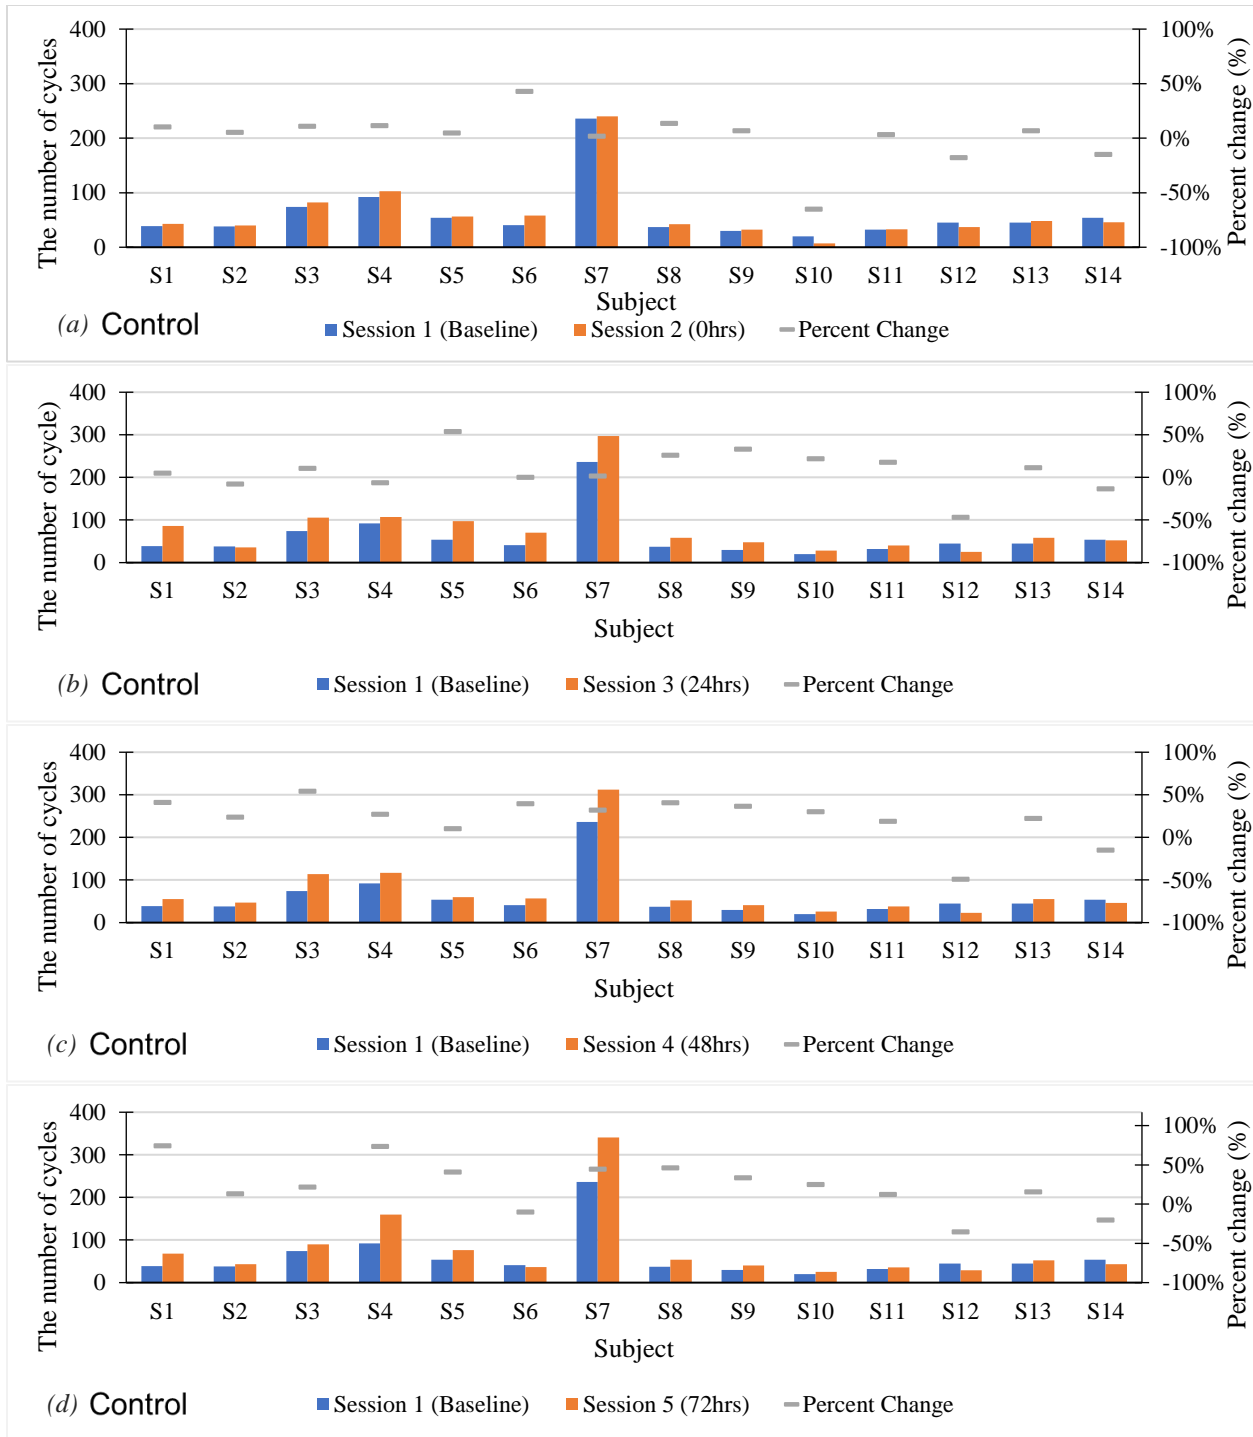 The number of cycles
400
300
200
100
0
100%
50%
0%
-50%
-100%
Percent change (%)
S1 S2 S3 S4 S5 S6 S7 S8 S9 S10 S11 S12 S13 S14
Subject
(a) Control
Session 1 (Baseline) Session 2 (0hrs) Percent Change
The number of cycle)
400
300
200
100
0
100%
50%
0%
-50%
-100%
Percent change (%)
S1 S2 S3 S4 S5 S6 S7 S8 S9 S10 S11 S12 S13 S14
Subject
(b) Control
Session 1 (Baseline) Session 3 (24hrs) Percent Change
The number of cycles
400
300
200
100
0
100%
50%
0%
-50%
-100%
Percent change (%)
S1 S2 S3 S4 S5 S6 S7 S8 S9 S10 S11 S12 S13 S14
Subject
(c) Control
Session 1 (Baseline) Session 4 (48hrs) Percent Change
The number of cycles
400
300
200
100
0
100%
50%
0%
-50%
-100%
Percent change (%)
S1 S2 S3 S4 S5 S6 S7 S8 S9 S10 S11 S12 S13 S14
Subject
(d) Control
Session 1 (Baseline) Session 5 (72hrs) Percent Change